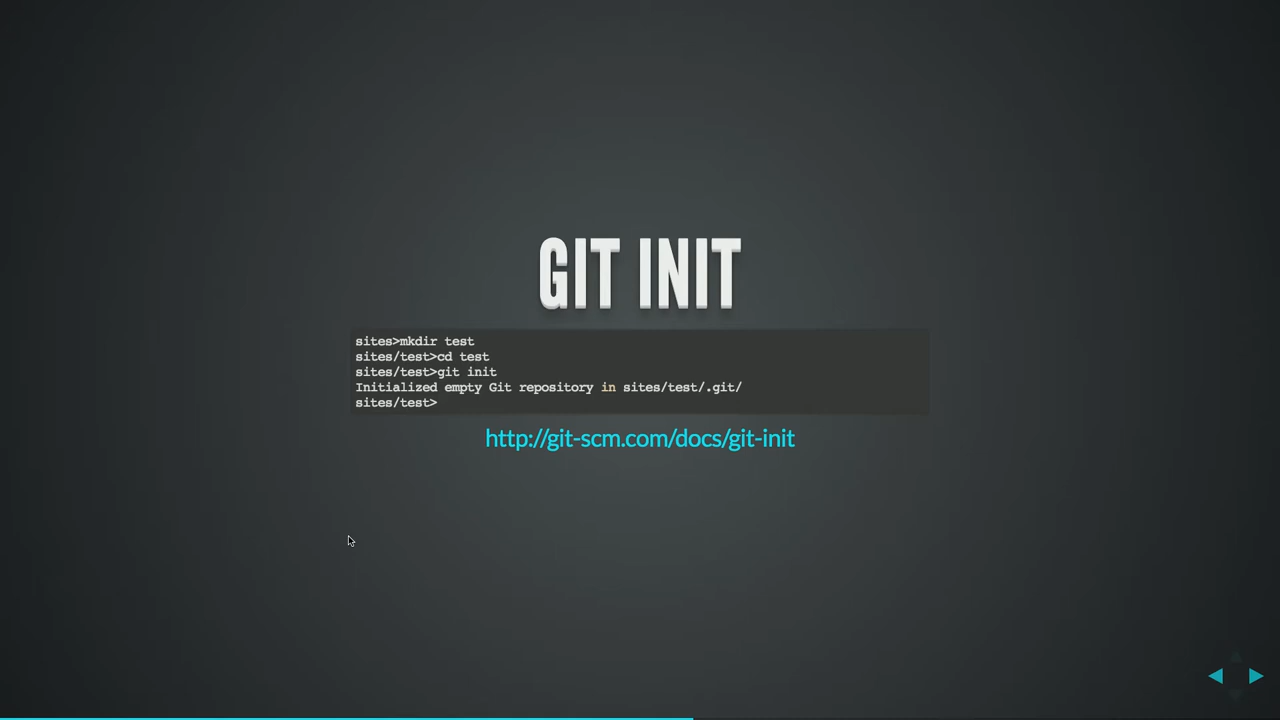 GIT INIT
sites>mkdir test
sites/test>cd test
sites/test>git init
Initialized empty Git repository in sites/test/.git/
sites/test>
http://git-scm.com/docs/git-init